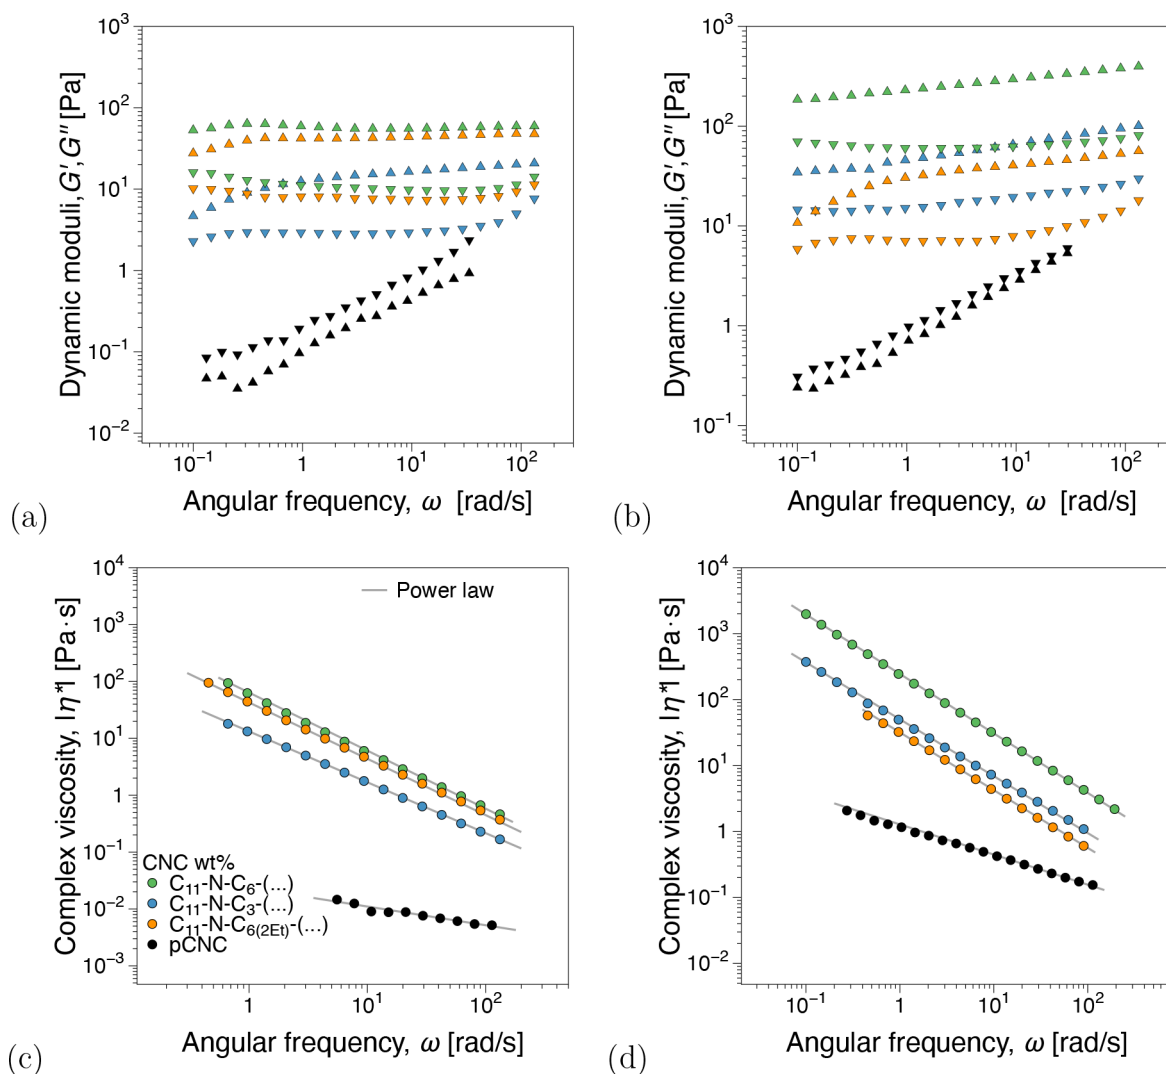 Dynamic moduli, G′, G″ [Pa]
10³
10²
10¹
1
10⁻¹
10⁻²
10⁻¹ 1 10¹ 10²
Angular frequency, ω [rad/s]
(a)
Dynamic moduli, G′, G″ [Pa]
10³
10²
10¹
1
10⁻¹
10⁻¹ 1 10¹ 10²
Angular frequency, ω [rad/s]
(b)
Complex viscosity, |η*| [Pa·s]
10⁴
10³
10²
10¹
1
10⁻¹
10⁻²
10⁻³
Power law
CNC wt%
C₁₁-N-C₆-(...)
C₁₁-N-C₃-(...)
C₁₁-N-C₆₍₂Et₎-(...)
pCNC
1 10¹ 10²
Angular frequency, ω [rad/s]
(c)
Complex viscosity, |η*| [Pa·s]
10⁴
10³
10²
10¹
1
10⁻¹
10⁻²
10⁻¹ 1 10¹ 10²
Angular frequency, ω [rad/s]
(d)